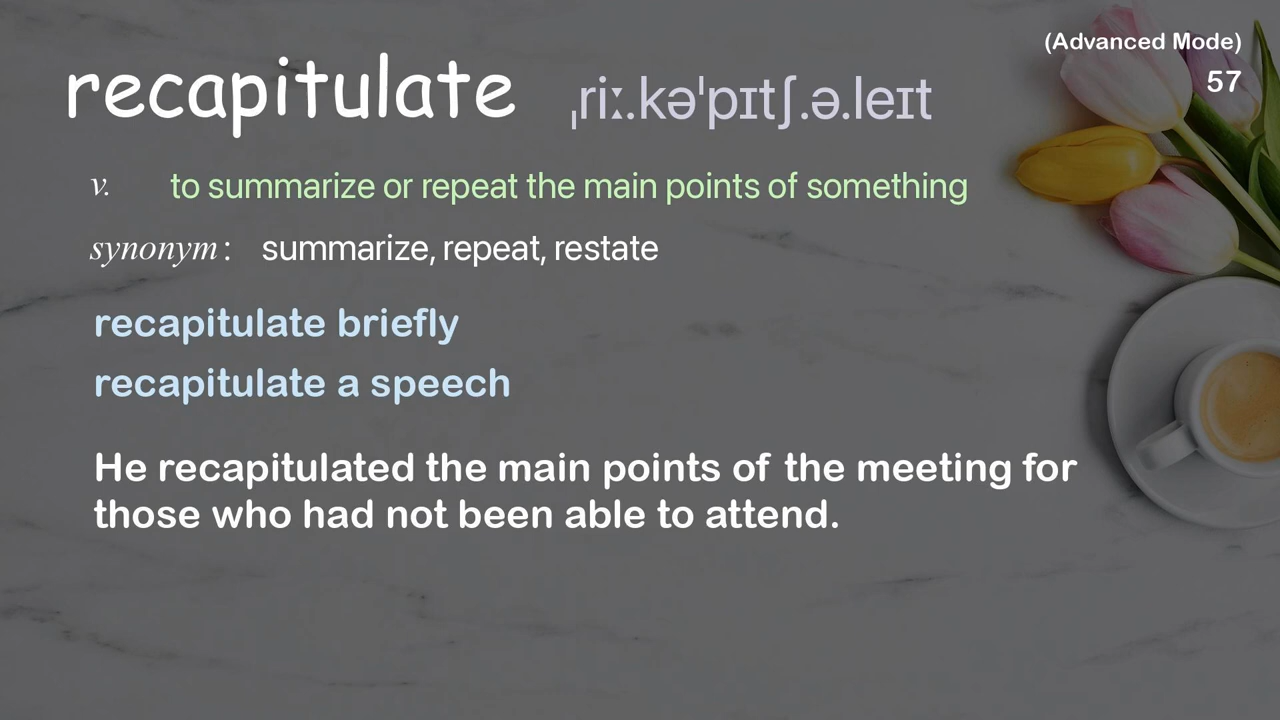 (Advanced Mode)
57
recapitulate ˌriː.kəˈpɪtʃ.ə.leɪt
v. to summarize or repeat the main points of something
synonym: summarize, repeat, restate
recapitulate briefly
recapitulate a speech
He recapitulated the main points of the meeting for
those who had not been able to attend.